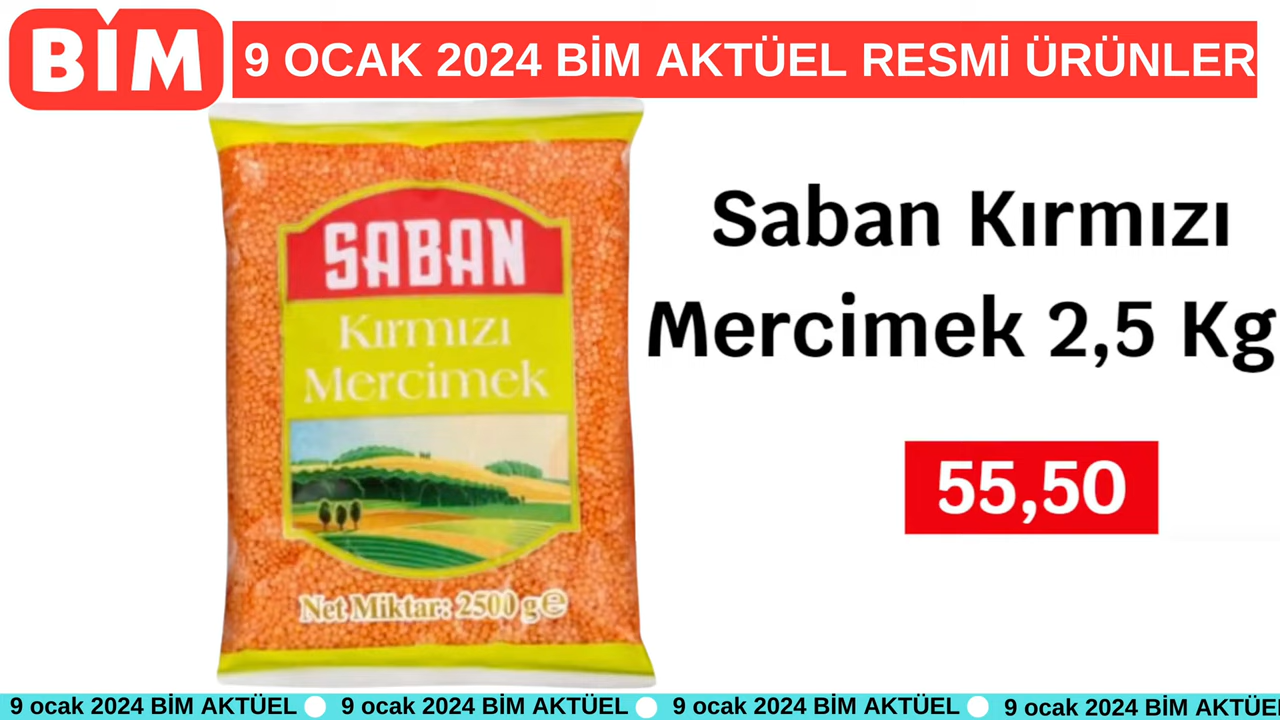 BİM
9 OCAK 2024 BİM AKTÜEL RESMİ ÜRÜNLER
SABAN
Kırmızı
Mercimek
Net Miktar: 2500 g℮
Saban Kırmızı
Mercimek 2,5 Kg
55,50
9 ocak 2024 BİM AKTÜEL 9 ocak 2024 BİM AKTÜEL 9 ocak 2024 BİM AKTÜEL 9 ocak 2024 BİM AKTÜEL